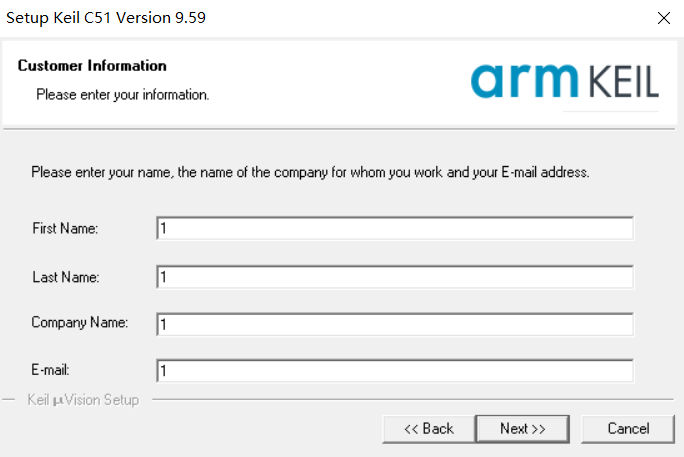 Setup Keil C51 Version 9.59
Customer Information
Please enter your information.
arm KEIL
Please enter your name, the name of the company for whom you work and your E-mail address.
First Name: 1
Last Name: 1
Company Name: 1
E-mail: 1
Keil µVision Setup
<< Back Next >> Cancel